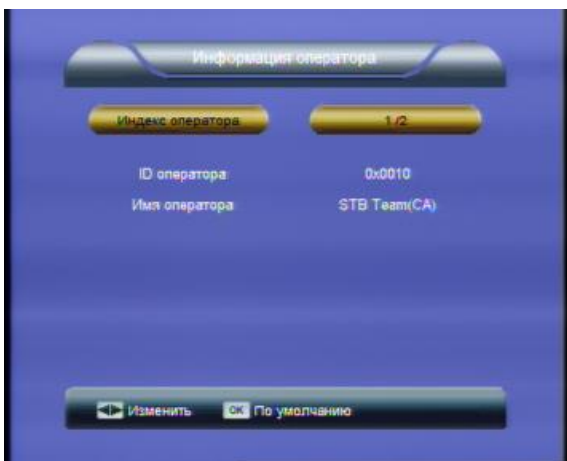 Информация оператора
Индекс оператора 1 /2
ID оператора 0x0010
Имя оператора STB Team(CA)
Изменить OK По умолчанию